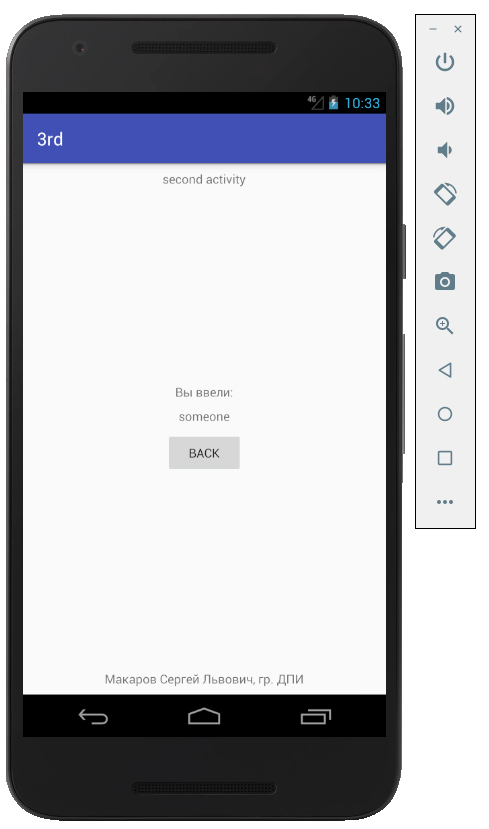 4G 10:33
3rd
second activity
Вы ввели:
someone
BACK
Макаров Сергей Львович, гр. ДПИ